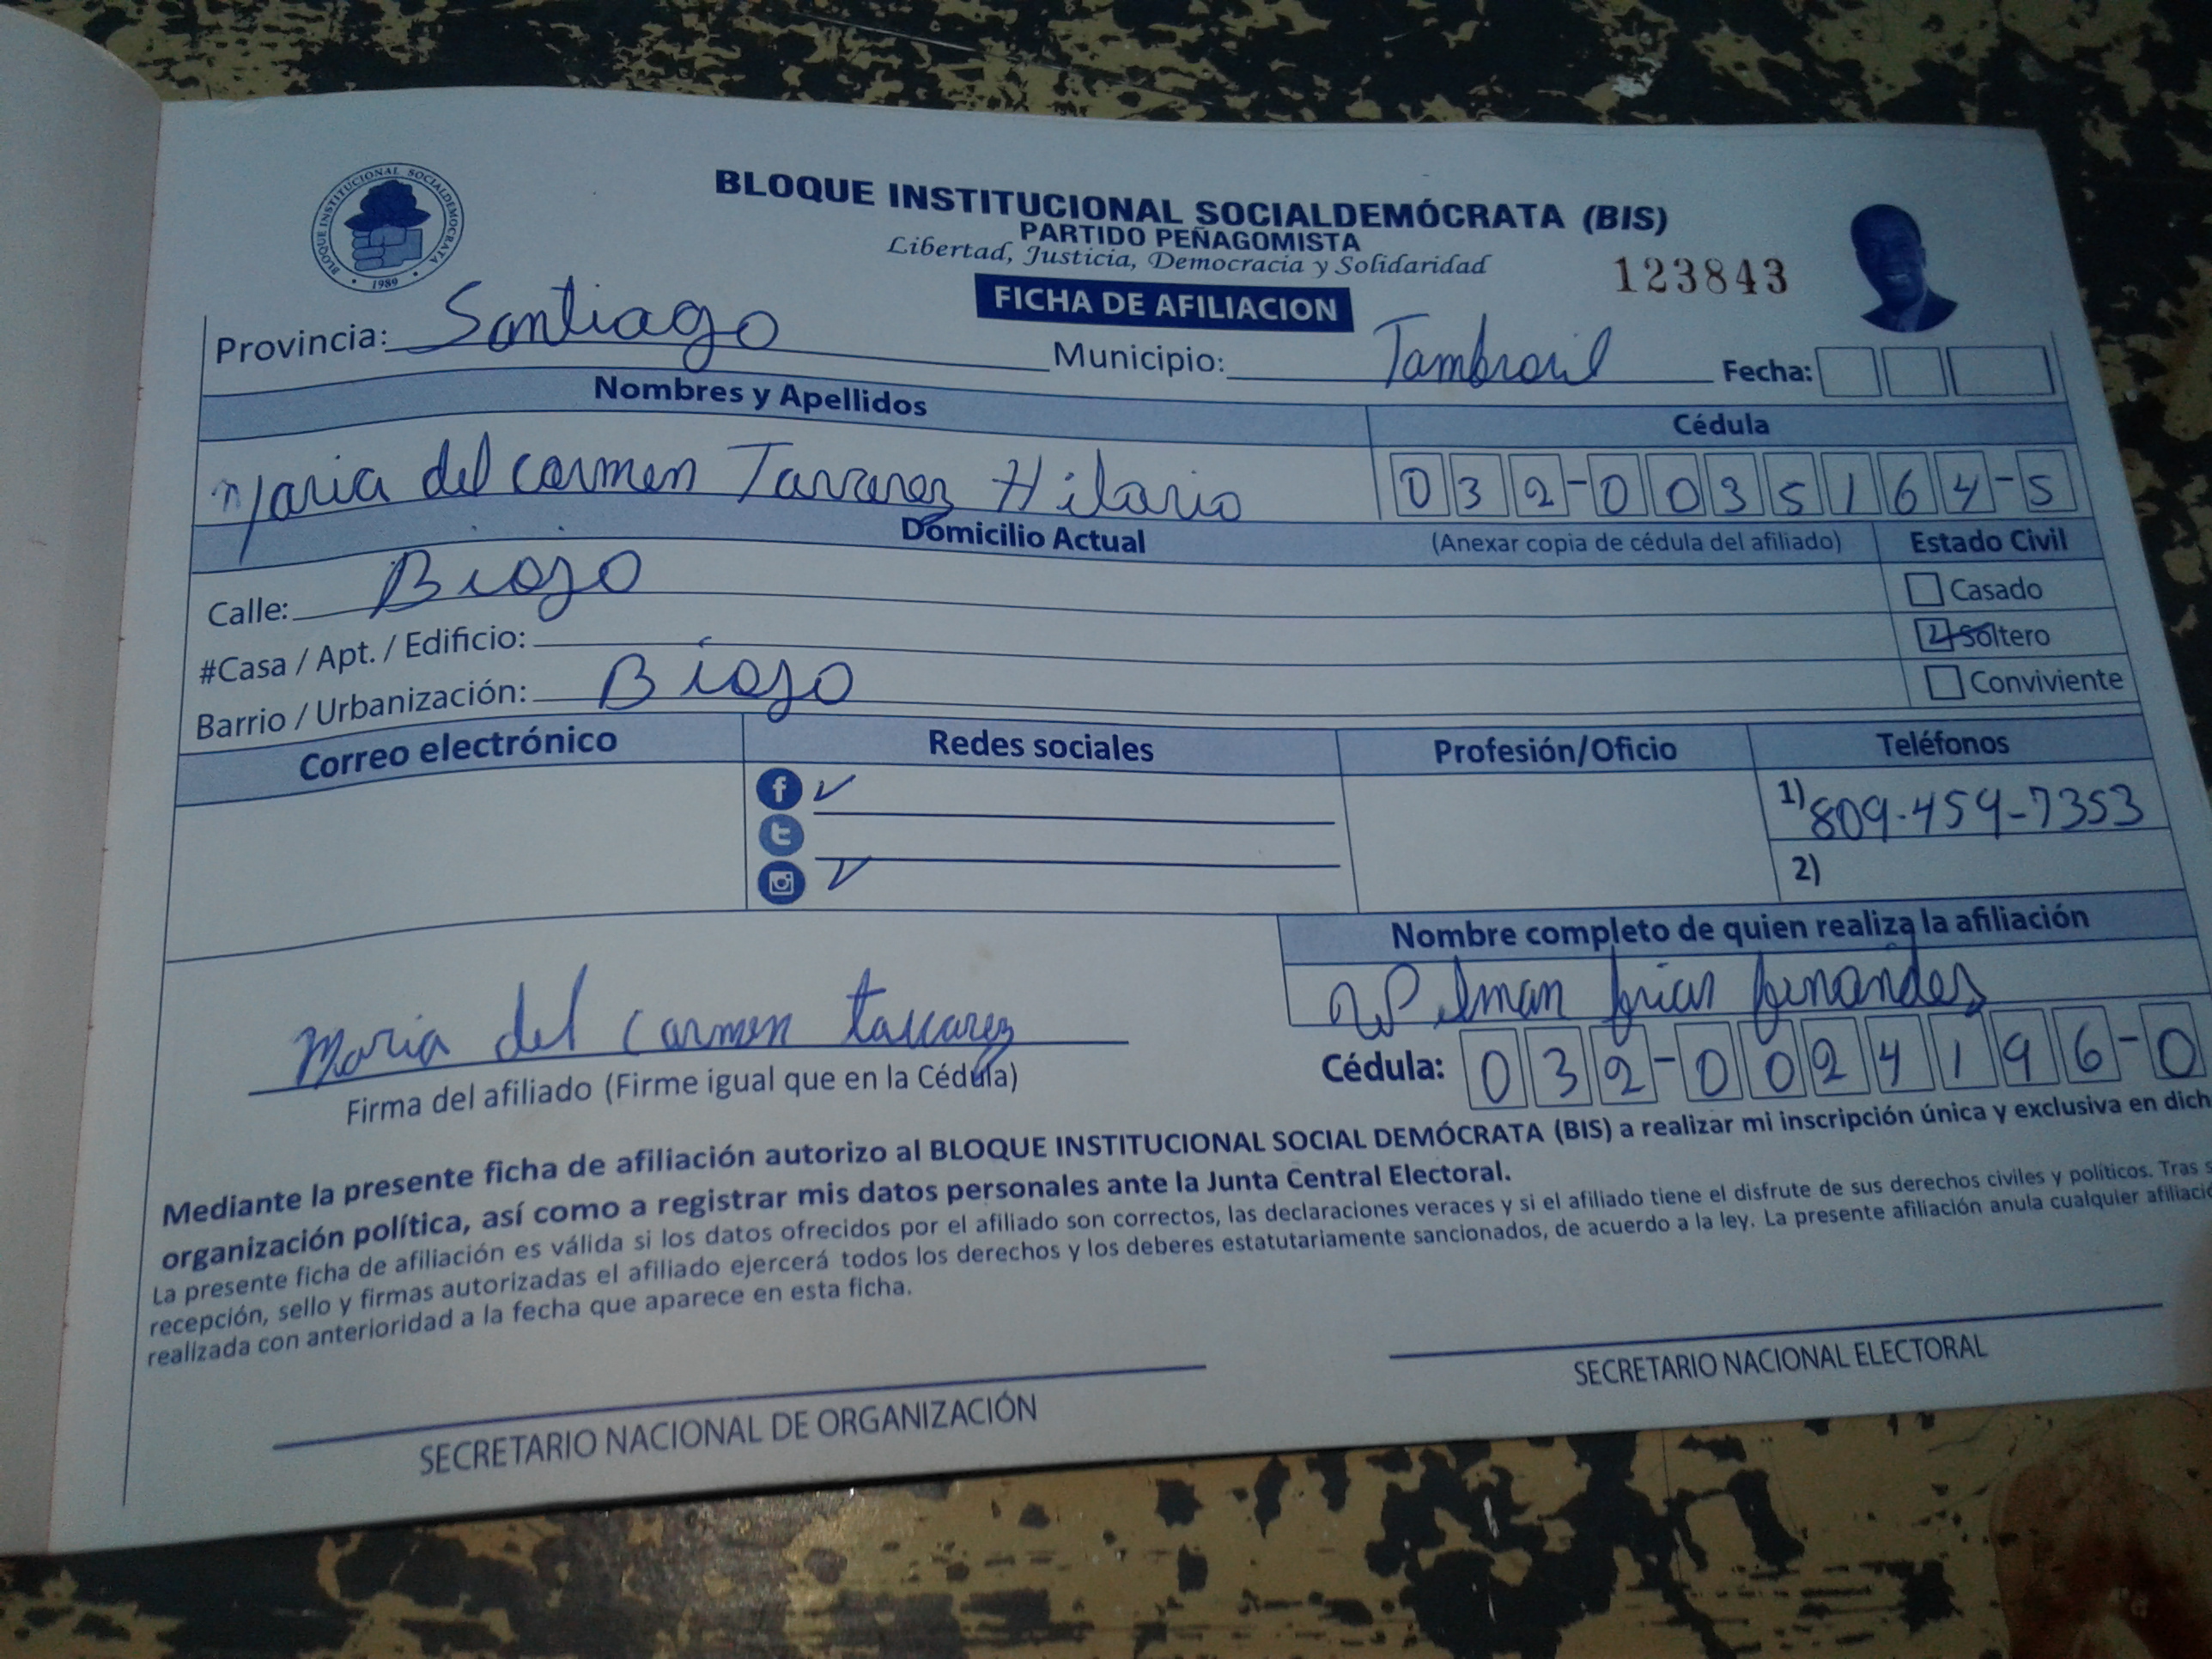 BLOQUE INSTITUCIONAL SOCIALDEMOCRATA
1989
BLOQUE INSTITUCIONAL SOCIALDEMÓCRATA (BIS)
PARTIDO PEÑAGOMISTA
Libertad, Justicia, Democracia y Solidaridad
123843
FICHA DE AFILIACION
Provincia: Santiago Municipio: Tamboril Fecha:
Nombres y Apellidos Cédula
Maria del Carmen Tavarez Hilario 032-0035164-5
Domicilio Actual (Anexar copia de cédula del afiliado) Estado Civil
Calle: Casado
#Casa / Apt. / Edificio: Soltero
Barrio / Urbanización: Conviviente
Correo electrónico Redes sociales Profesión/Oficio Teléfonos
1) 809-459-7353
2)
Nombre completo de quien realiza la afiliación
Maria del Carmen Tavarez
Firma del afiliado (Firme igual que en la Cédula)
Cédula: 032-0024196-0
Mediante la presente ficha de afiliación autorizo al BLOQUE INSTITUCIONAL SOCIAL DEMÓCRATA (BIS) a realizar mi inscripción única y exclusiva en dich
organización política, así como a registrar mis datos personales ante la Junta Central Electoral.
La presente ficha de afiliación es válida si los datos ofrecidos por el afiliado son correctos, las declaraciones veraces y si el afiliado tiene el disfrute de sus derechos civiles y políticos. Tras s
recepción, sello y firmas autorizadas el afiliado ejercerá todos los derechos y los deberes estatutariamente sancionados, de acuerdo a la ley. La presente afiliación anula cualquier afiliació
realizada con anterioridad a la fecha que aparece en esta ficha.
SECRETARIO NACIONAL DE ORGANIZACIÓN
SECRETARIO NACIONAL ELECTORAL